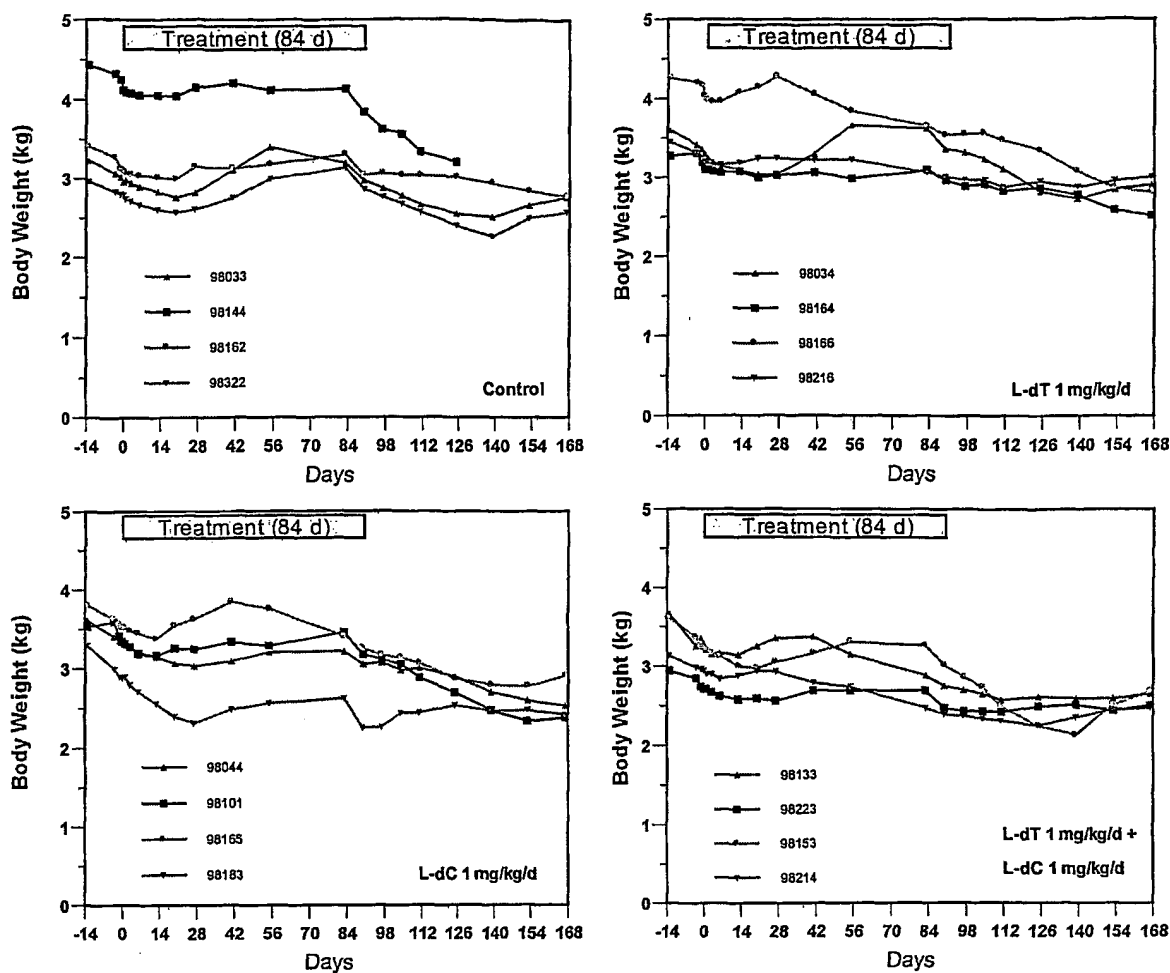 Treatment (84 d)
5
4
3
2
1
0
Body Weight (kg)
98033
98144
98162
98322
Control
-14 0 14 28 42 56 70 84 98 112 126 140 154 168
Days
Treatment (84 d)
5
4
3
2
1
0
Body Weight (kg)
98034
98164
98166
98216
L-dT 1 mg/kg/d
-14 0 14 28 42 56 70 84 98 112 126 140 154 168
Days
Treatment (84 d)
5
4
3
2
1
0
Body Weight (kg)
98044
98101
98165
98183
L-dC 1 mg/kg/d
-14 0 14 28 42 56 70 84 98 112 126 140 154 168
Days
Treatment (84 d)
5
4
3
2
1
0
Body Weight (kg)
98133
98223
98153
98214
L-dT 1 mg/kg/d +
L-dC 1 mg/kg/d
-14 0 14 28 42 56 70 84 98 112 126 140 154 168
Days